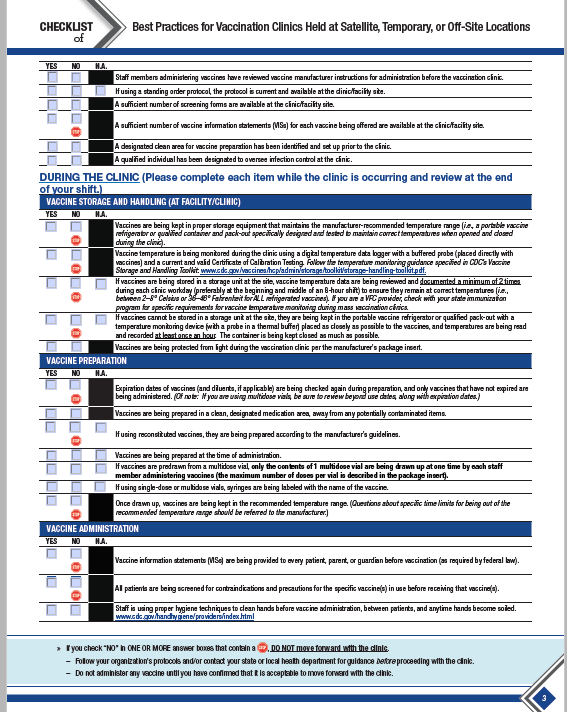 CHECKLIST
of
Best Practices for Vaccination Clinics Held at Satellite, Temporary, or Off-Site Locations
YES NO N.A.
Staff members administering vaccines have reviewed vaccine manufacturer instructions for administration before the vaccination clinic.
If using a standing order protocol, the protocol is current and available at the clinic/facility site.
A sufficient number of screening forms are available at the clinic/facility site.
A sufficient number of vaccine information statements (VISs) for each vaccine being offered are available at the clinic/facility site.
STOP
A designated clean area for vaccine preparation has been identified and set up prior to the clinic.
A qualified individual has been designated to oversee infection control at the clinic.
DURING THE CLINIC (Please complete each item while the clinic is occurring and review at the end
of your shift.)
VACCINE STORAGE AND HANDLING (AT FACILITY/CLINIC)
YES NO N.A.
Vaccines are being kept in proper storage equipment that maintains the manufacturer-recommended temperature range (i.e., a portable vaccine
refrigerator or qualified container and pack-out specifically designed and tested to maintain correct temperatures when opened and closed
STOP
during the clinic).
Vaccine temperature is being monitored during the clinic using a digital temperature data logger with a buffered probe (placed directly with
vaccines) and a current and valid Certificate of Calibration Testing. Follow the temperature monitoring guidance specified in CDC's Vaccine
STOP
Storage and Handling Toolkit: www.cdc.gov/vaccines/hcp/admin/storage/toolkit/storage-handling-toolkit.pdf.
If vaccines are being stored in a storage unit at the site, vaccine temperature data are being reviewed and documented a minimum of 2 times
during each clinic workday (preferably at the beginning and middle of an 8-hour shift) to ensure they remain at correct temperatures (i.e.,
STOP
between 2–8° Celsius or 36–46° Fahrenheit for ALL refrigerated vaccines). If you are a VFC provider, check with your state immunization
program for specific requirements for vaccine temperature monitoring during mass vaccination clinics.
If vaccines cannot be stored in a storage unit at the site, they are being kept in the portable vaccine refrigerator or qualified pack-out with a
temperature monitoring device (with a probe in a thermal buffer) placed as closely as possible to the vaccines, and temperatures are being read
STOP
and recorded at least once an hour. The container is being kept closed as much as possible.
Vaccines are being protected from light during the vaccination clinic per the manufacturer's package insert.
VACCINE PREPARATION
YES NO N.A.
Expiration dates of vaccines (and diluents, if applicable) are being checked again during preparation, and only vaccines that have not expired are
being administered. (Of note: If you are using multidose vials, be sure to review beyond use dates, along with expiration dates.)
STOP
Vaccines are being prepared in a clean, designated medication area, away from any potentially contaminated items.
If using reconstituted vaccines, they are being prepared according to the manufacturer's guidelines.
STOP
Vaccines are being prepared at the time of administration.
If vaccines are predrawn from a multidose vial, only the contents of 1 multidose vial are being drawn up at one time by each staff
member administering vaccines (the maximum number of doses per vial is described in the package insert).
If using single-dose or multidose vials, syringes are being labeled with the name of the vaccine.
Once drawn up, vaccines are being kept in the recommended temperature range. (Questions about specific time limits for being out of the
recommended temperature range should be referred to the manufacturer.)
STOP
VACCINE ADMINISTRATION
YES NO N.A.
Vaccine information statements (VISs) are being provided to every patient, parent, or guardian before vaccination (as required by federal law).
STOP
All patients are being screened for contraindications and precautions for the specific vaccine(s) in use before receiving that vaccine(s).
STOP
Staff is using proper hygiene techniques to clean hands before vaccine administration, between patients, and anytime hands become soiled.
www.cdc.gov/handhygiene/providers/index.html
» If you check "NO" in ONE OR MORE answer boxes that contain a STOP, DO NOT move forward with the clinic.
– Follow your organization's protocols and/or contact your state or local health department for guidance before proceeding with the clinic.
– Do not administer any vaccine until you have confirmed that it is acceptable to move forward with the clinic.
3